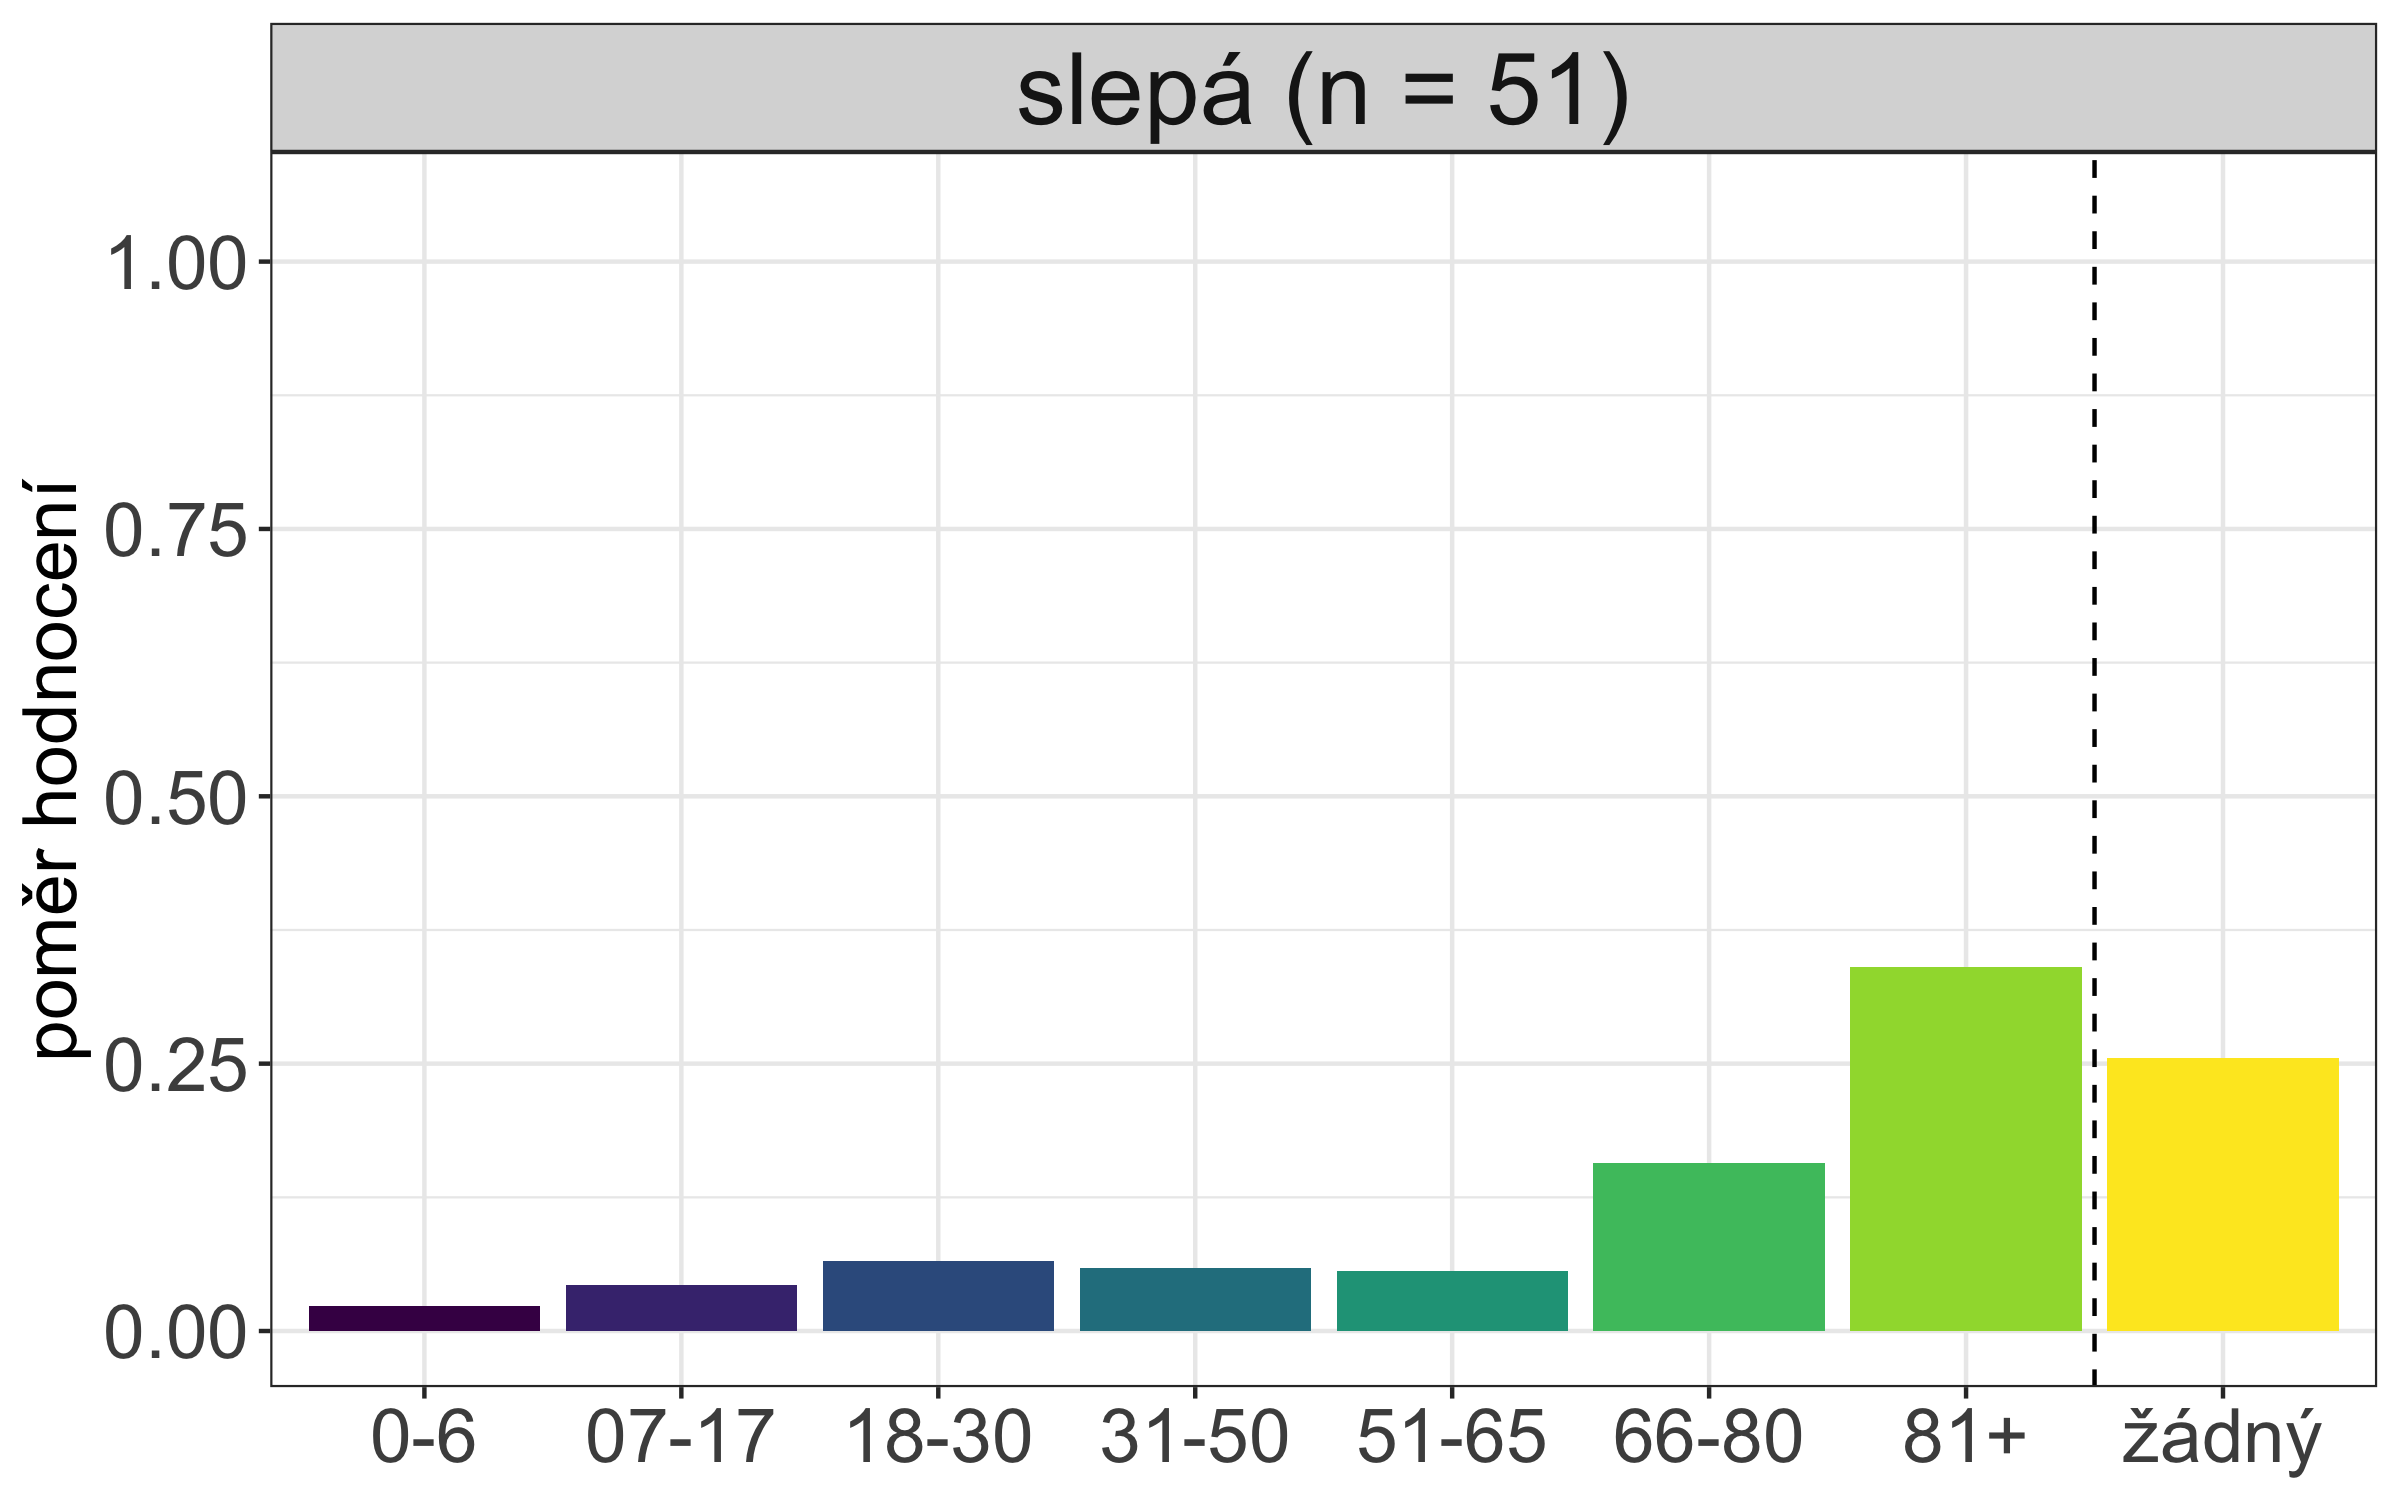 slepá (n = 51)
poměr hodnocení
1.00
0.75
0.50
0.25
0.00
0-6 07-17 18-30 31-50 51-65 66-80 81+ žádný